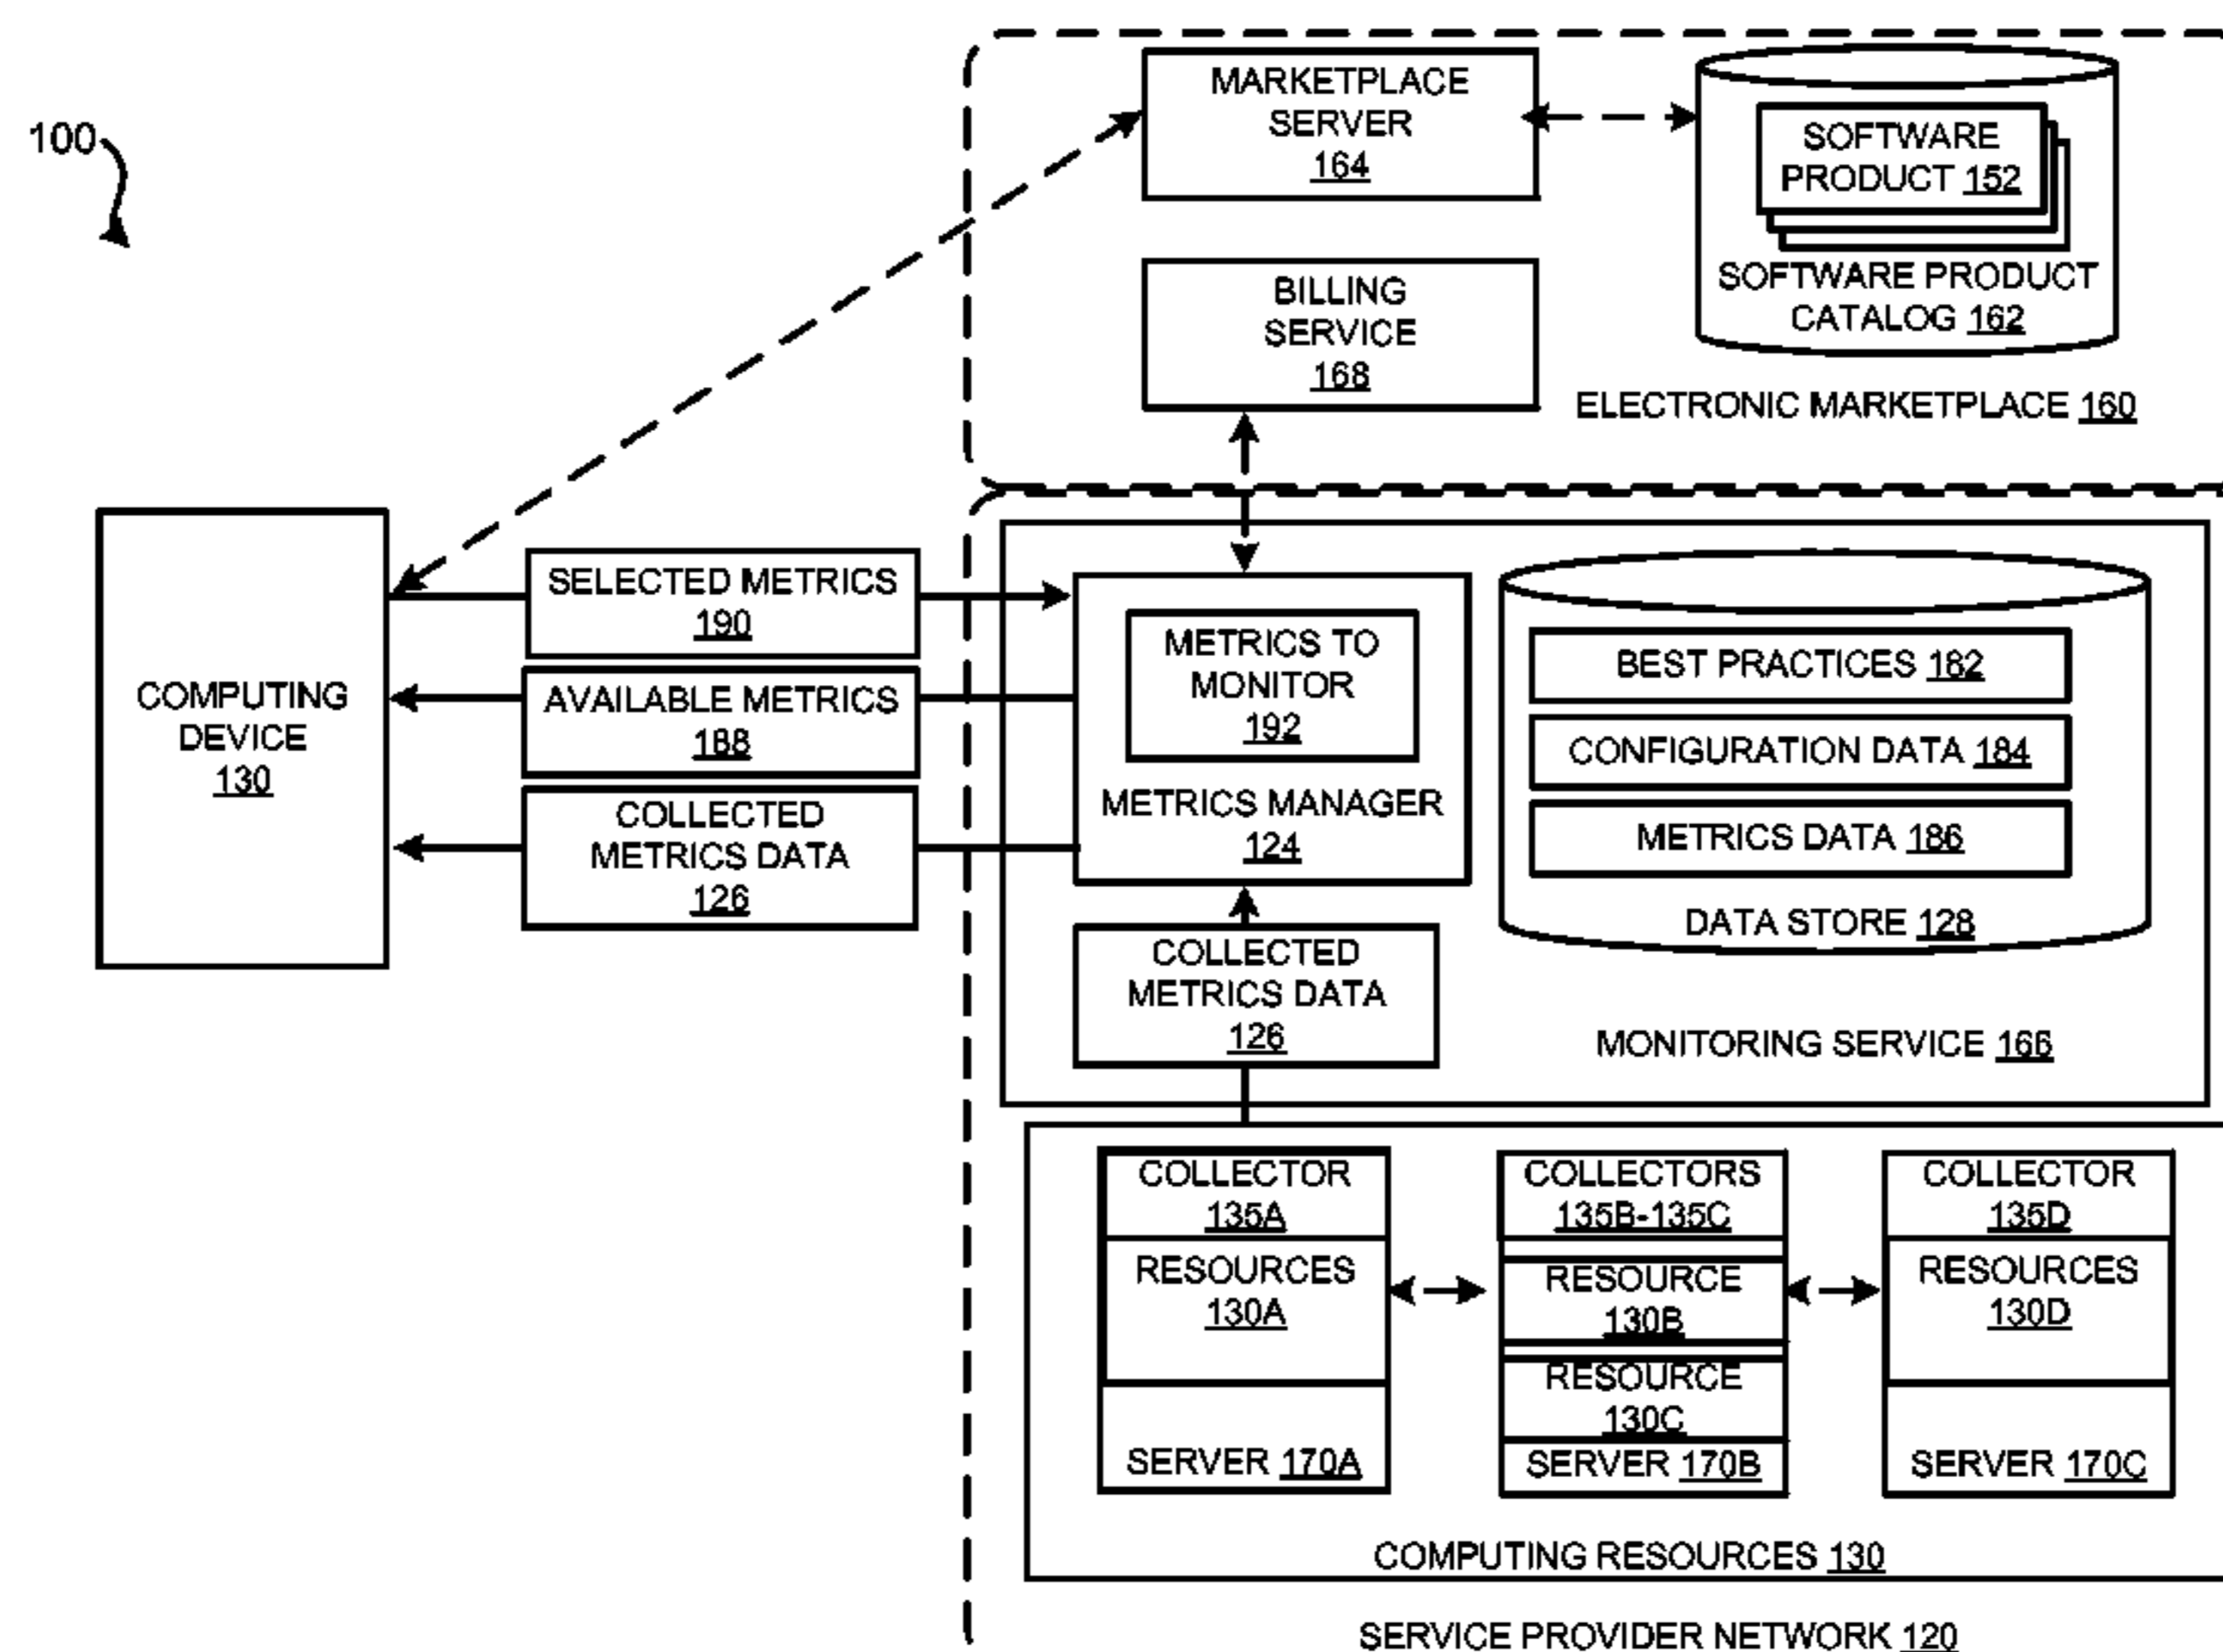 100
MARKETPLACE
SERVER
164
SOFTWARE
PRODUCT 152
SOFTWARE PRODUCT
CATALOG 162
BILLING
SERVICE
168
ELECTRONIC MARKETPLACE 160
COMPUTING
DEVICE
130
SELECTED METRICS
190
AVAILABLE METRICS
188
COLLECTED
METRICS DATA
126
METRICS TO
MONITOR
192
METRICS MANAGER
124
BEST PRACTICES 182
CONFIGURATION DATA 184
METRICS DATA 186
DATA STORE 128
COLLECTED
METRICS DATA
126
MONITORING SERVICE 166
COLLECTOR
135A
RESOURCES
130A
SERVER 170A
COLLECTORS
135B-135C
RESOURCE
130B
RESOURCE
130C
SERVER 170B
COLLECTOR
135D
RESOURCES
130D
SERVER 170C
COMPUTING RESOURCES 130
SERVICE PROVIDER NETWORK 120